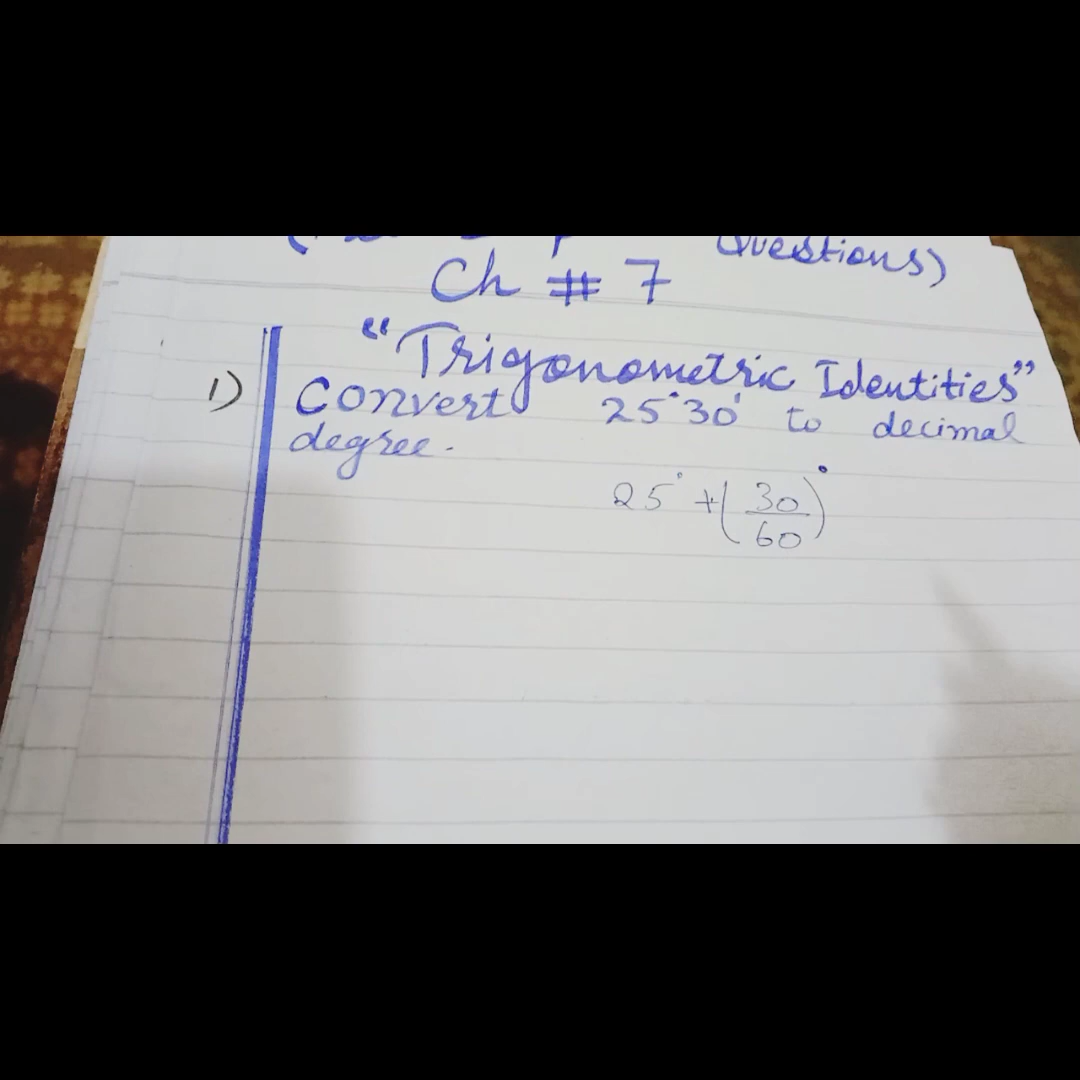 Questions)
Ch # 7
“Trigonometric Identities”
1) Convert 25°30' to decimal
degree.
25° + (30/60)°